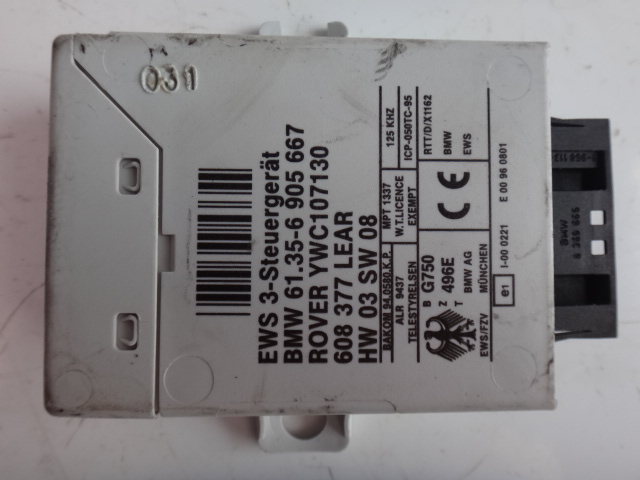 031
EWS 3-Steuergerät
BMW 61.35-6 905 667
ROVER YWC107130
608 377 LEAR
HW 03 SW 08
BAKOM 94.0580.K.P.
ALR 9437
TELESTYRELSEN
MPT 1337
W.T.LICENCE
EXEMPT
125 KHZ
ICP-050TC-95
RTT/D/X1162
BMW
EWS
CE
B G750
Z 496E
T BMW AG
EWS/FZV MÜNCHEN
e1 I-00 0221 E 00 96 0801
BMW